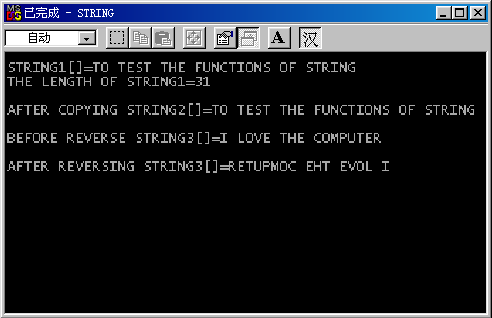 已完成 - STRING
自动
A
汉
STRING1[]=TO TEST THE FUNCTIONS OF STRING
THE LENGTH OF STRING1=31
AFTER COPYING STRING2[]=TO TEST THE FUNCTIONS OF STRING
BEFORE REVERSE STRING3[]=I LOVE THE COMPUTER
AFTER REVERSING STRING3[]=RETUPMOC EHT EVOL I